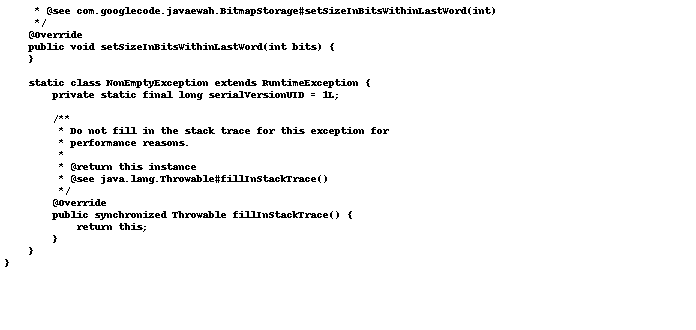 * @see com.googlecode.javaewah.BitmapStorage#setSizeInBitsWithinLastWord(int)
     */
    @Override
    public void setSizeInBitsWithinLastWord(int bits) {
    }

    static class NonEmptyException extends RuntimeException {
        private static final long serialVersionUID = 1L;

        /**
         * Do not fill in the stack trace for this exception for
         * performance reasons.
         *
         * @return this instance
         * @see java.lang.Throwable#fillInStackTrace()
         */
        @Override
        public synchronized Throwable fillInStackTrace() {
            return this;
        }
    }
}